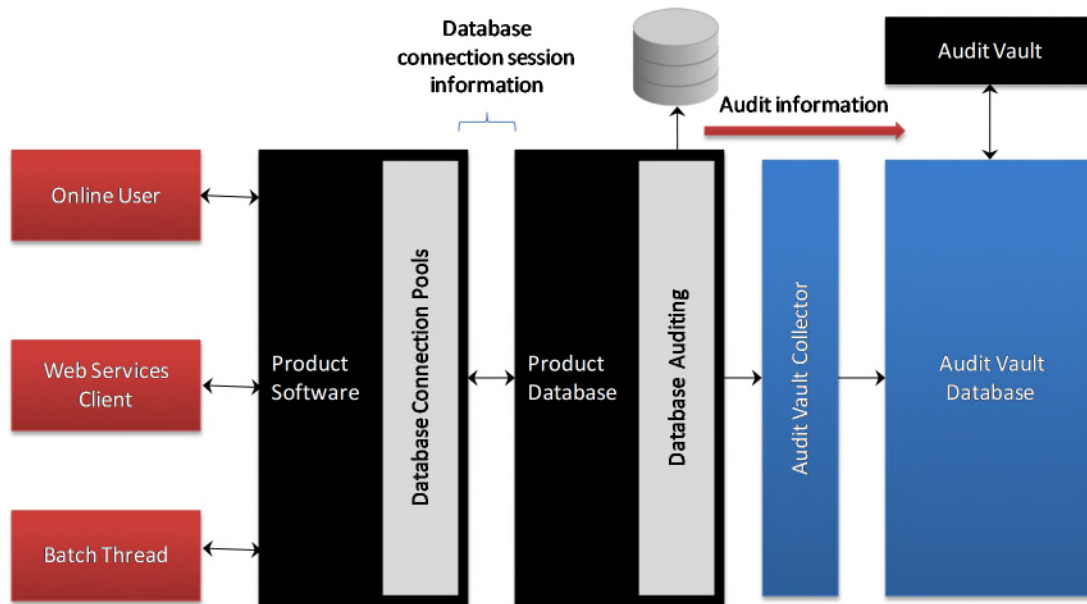 Database
connection session
information
Audit Vault
Audit information
Online User
Web Services
Client
Batch Thread
Product
Software
Database Connection Pools
Product
Database
Database Auditing
Audit Vault Collector
Audit Vault
Database